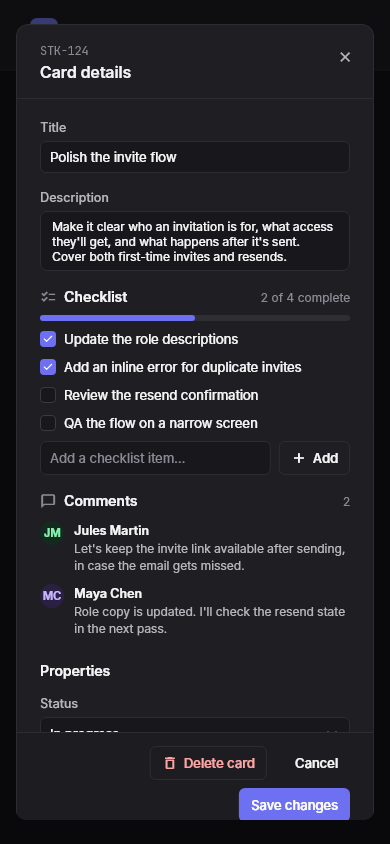 STK-124
Card details
Title
Polish the invite flow
Description
Make it clear who an invitation is for, what access
they'll get, and what happens after it's sent.
Cover both first-time invites and resends.
Checklist 2 of 4 complete
Update the role descriptions
Add an inline error for duplicate invites
Review the resend confirmation
QA the flow on a narrow screen
Add a checklist item... + Add
Comments 2
JM Jules Martin
Let's keep the invite link available after sending,
in case the email gets missed.
MC Maya Chen
Role copy is updated. I'll check the resend state
in the next pass.
Properties
Status
In progress
Delete card Cancel
Save changes